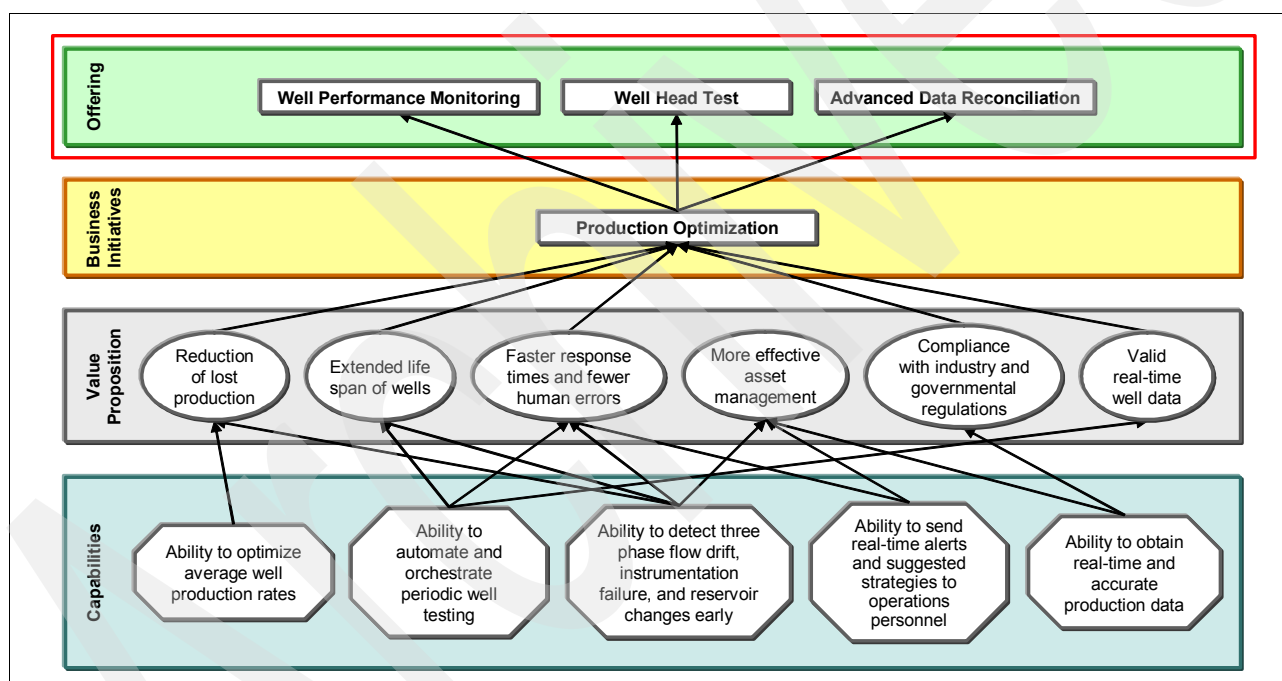 Offering
Well Performance Monitoring
Well Head Test
Advanced Data Reconciliation
Business
Initiatives
Production Optimization
Value
Proposition
Reduction
of lost
production
Extended life
span of wells
Faster response
times and fewer
human errors
More effective
asset
management
Compliance
with industry and
governmental
regulations
Valid
real-time
well data
Capabilities
Ability to optimize
average well
production rates
Ability to
automate and
orchestrate
periodic well
testing
Ability to detect three
phase flow drift,
instrumentation
failure, and reservoir
changes early
Ability to send
real-time alerts
and suggested
strategies to
operations
personnel
Ability to obtain
real-time and
accurate
production data